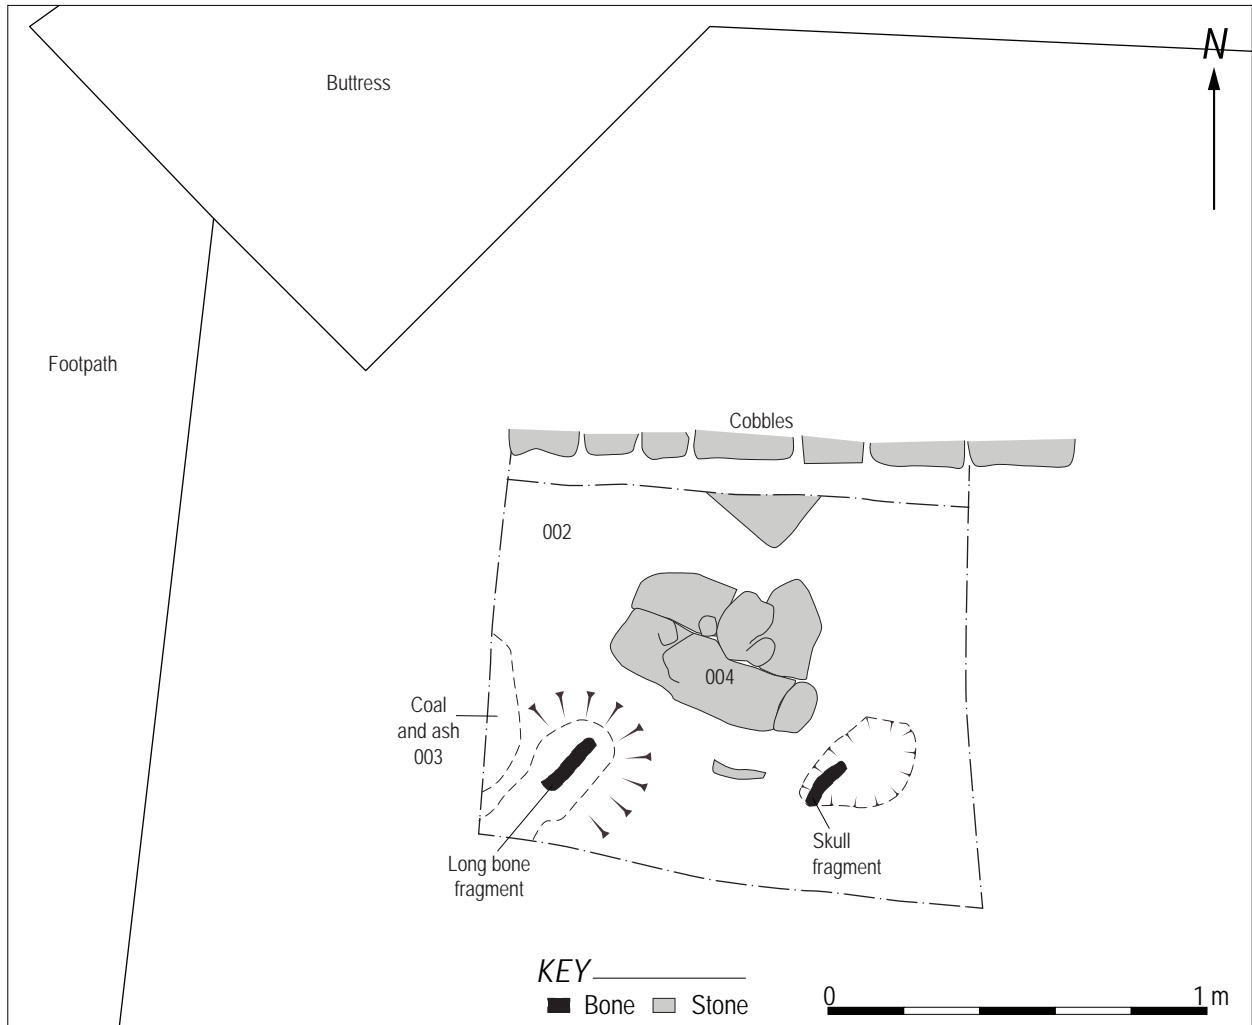 Buttress
N
Footpath
Cobbles
002
004
Coal
and ash
003
Long bone
fragment
Skull
fragment
KEY
Bone
Stone
0
1 m